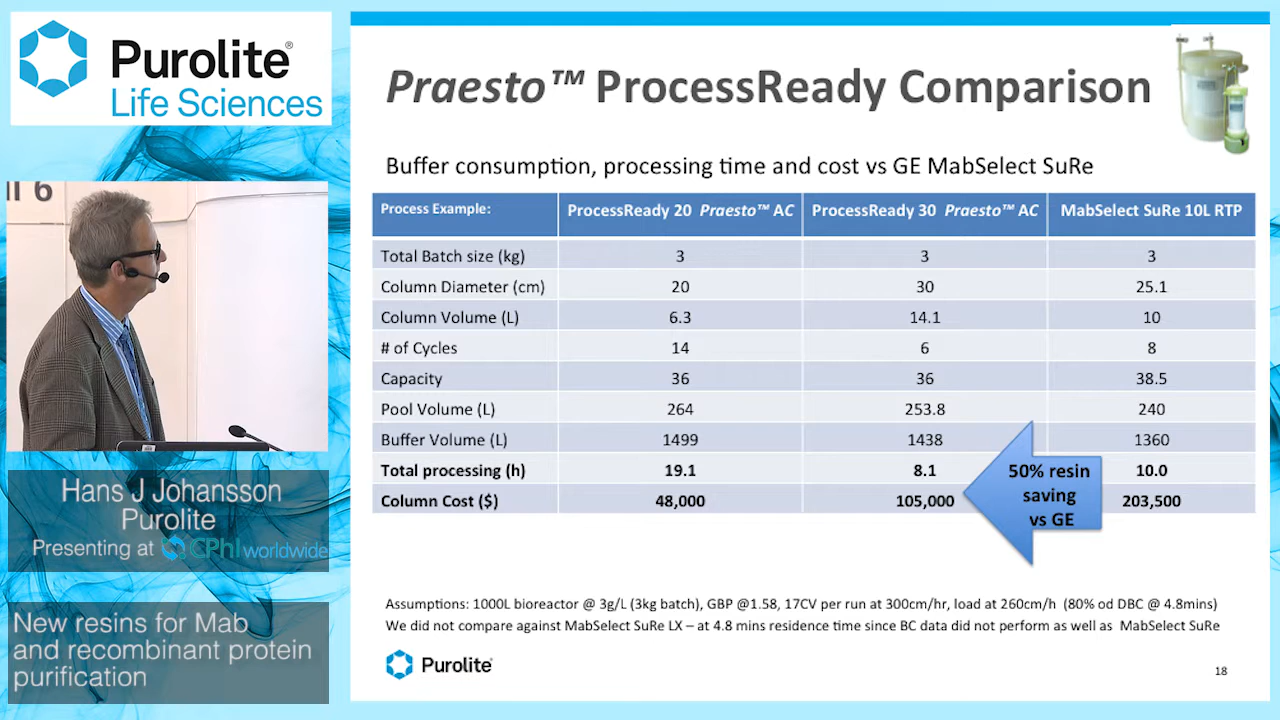 Purolite®
Life Sciences
ll 6
Hans J Johansson
Purolite
Presenting at CPhI worldwide
New resins for Mab
and recombinant protein
purification
Praesto™ ProcessReady Comparison
Buffer consumption, processing time and cost vs GE MabSelect SuRe
Process Example: ProcessReady 20 Praesto™ AC ProcessReady 30 Praesto™ AC MabSelect SuRe 10L RTP
Total Batch size (kg) 3 3 3
Column Diameter (cm) 20 30 25.1
Column Volume (L) 6.3 14.1 10
# of Cycles 14 6 8
Capacity 36 36 38.5
Pool Volume (L) 264 253.8 240
Buffer Volume (L) 1499 1438 1360
Total processing (h) 19.1 8.1 10.0
Column Cost ($) 48,000 105,000 203,500
50% resin
saving
vs GE
Assumptions: 1000L bioreactor @ 3g/L (3kg batch), GBP @1.58, 17CV per run at 300cm/hr, load at 260cm/h (80% od DBC @ 4.8mins)
We did not compare against MabSelect SuRe LX – at 4.8 mins residence time since BC data did not perform as well as MabSelect SuRe
Purolite®
18